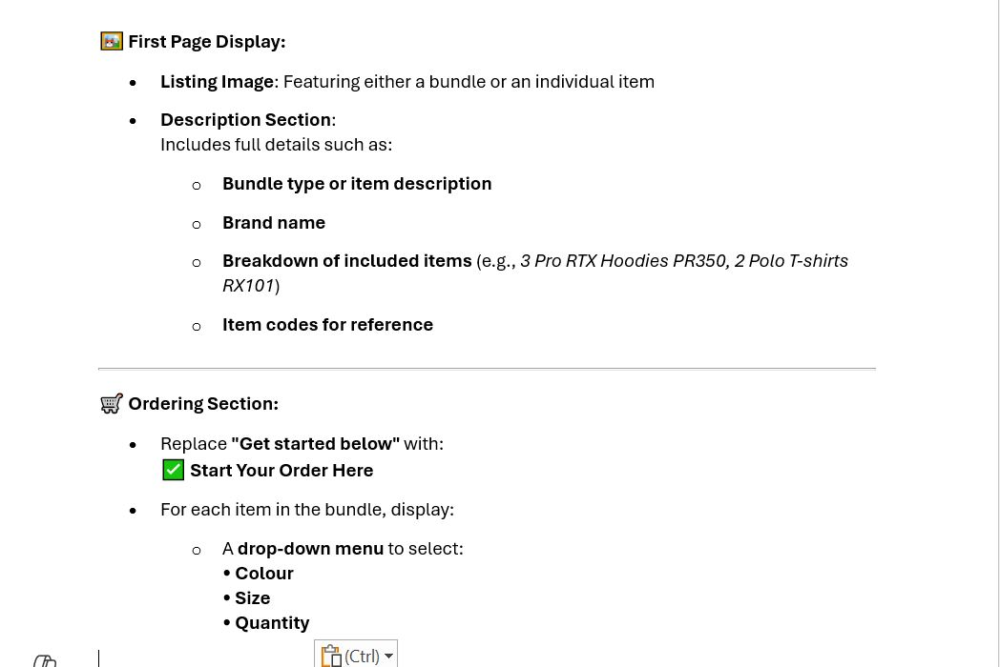 First Page Display:
• Listing Image: Featuring either a bundle or an individual item
• Description Section:
Includes full details such as:
o Bundle type or item description
o Brand name
o Breakdown of included items (e.g., 3 Pro RTX Hoodies PR350, 2 Polo T-shirts
RX101)
o Item codes for reference
Ordering Section:
• Replace "Get started below" with:
✅ Start Your Order Here
• For each item in the bundle, display:
o A drop-down menu to select:
• Colour
• Size
• Quantity
(Ctrl)